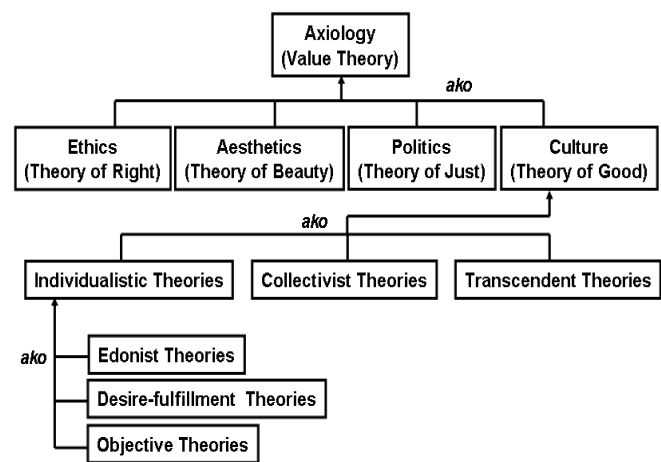 Axiology
(Value Theory)
ako
Ethics
(Theory of Right)
Aesthetics
(Theory of Beauty)
Politics
(Theory of Just)
Culture
(Theory of Good)
ako
Individualistic Theories
Collectivist Theories
Transcendent Theories
ako
Edonist Theories
Desire-fulfillment Theories
Objective Theories